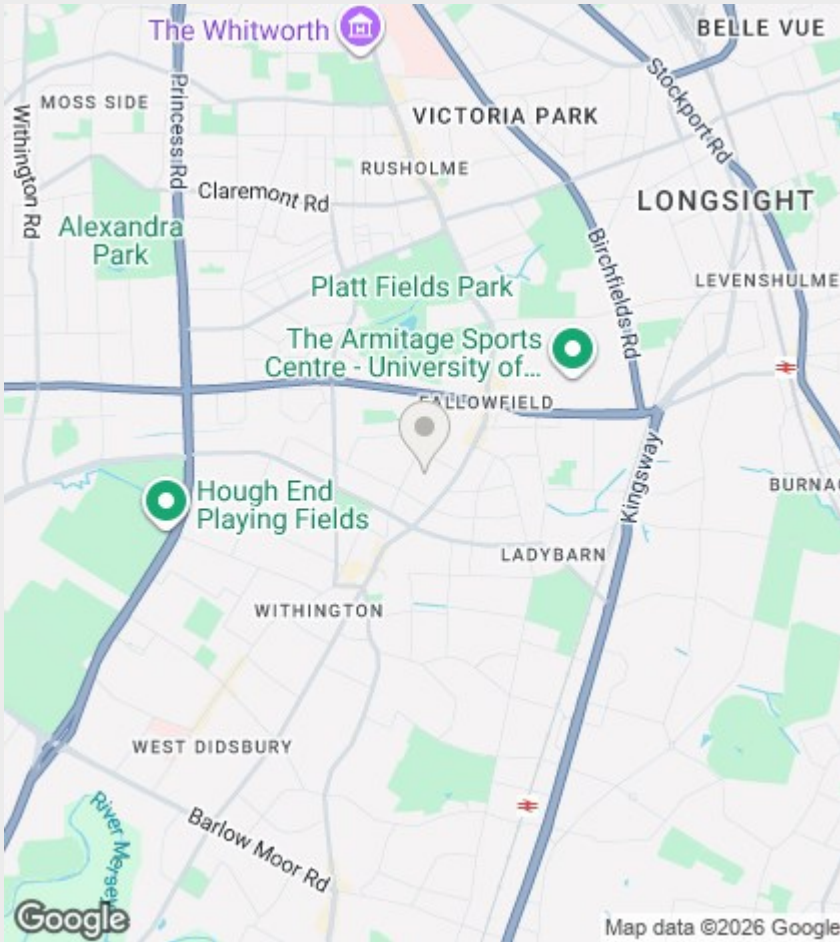 The Whitworth
BELLE VUE
MOSS SIDE
Princess Rd
Stockport Rd
VICTORIA PARK
Withington Rd
RUSHOLME
Claremont Rd
LONGSIGHT
Alexandra
Park
Birchfields Rd
Platt Fields Park
LEVENSHULME
The Armitage Sports
Centre - University of...
FALLOWFIELD
Kingsway
Hough End
Playing Fields
BURNAG
LADYBARN
WITHINGTON
WEST DIDSBURY
River Mersey
Barlow Moor Rd
Google
Map data ©2026 Google